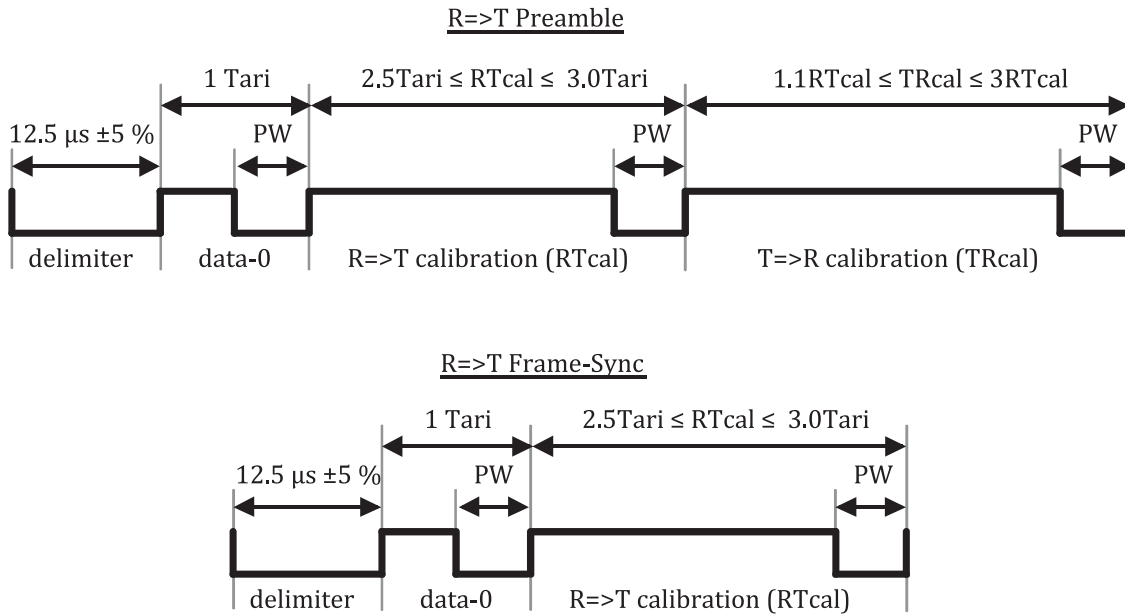 R=>T Preamble
1 Tari
2.5Tari ≤ RTcal ≤ 3.0Tari
1.1RTcal ≤ TRcal ≤ 3RTcal
12.5 µs ±5 %
PW
PW
PW
delimiter
data-0
R=>T calibration (RTcal)
T=>R calibration (TRcal)
R=>T Frame-Sync
1 Tari
2.5Tari ≤ RTcal ≤ 3.0Tari
12.5 µs ±5 %
PW
PW
delimiter
data-0
R=>T calibration (RTcal)